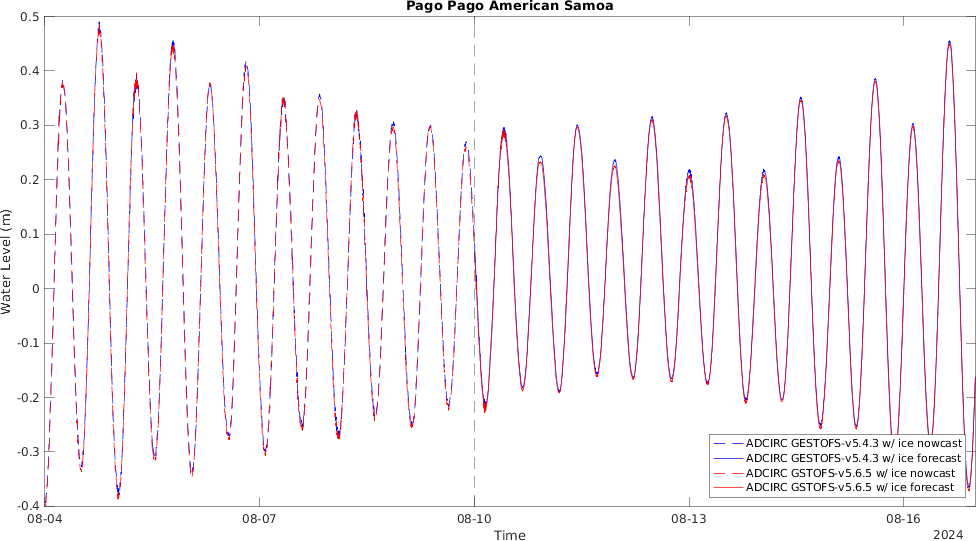 Pago Pago American Samoa
0.5
0.4
0.3
0.2
0.1
0
-0.1
-0.2
-0.3
-0.4
Water Level (m)
ADCIRC GESTOFS-v5.4.3 w/ ice nowcast
ADCIRC GESTOFS-v5.4.3 w/ ice forecast
ADCIRC GSTOFS-v5.6.5 w/ ice nowcast
ADCIRC GSTOFS-v5.6.5 w/ ice forecast
08-04 08-07 08-10 08-13 08-16
Time
2024